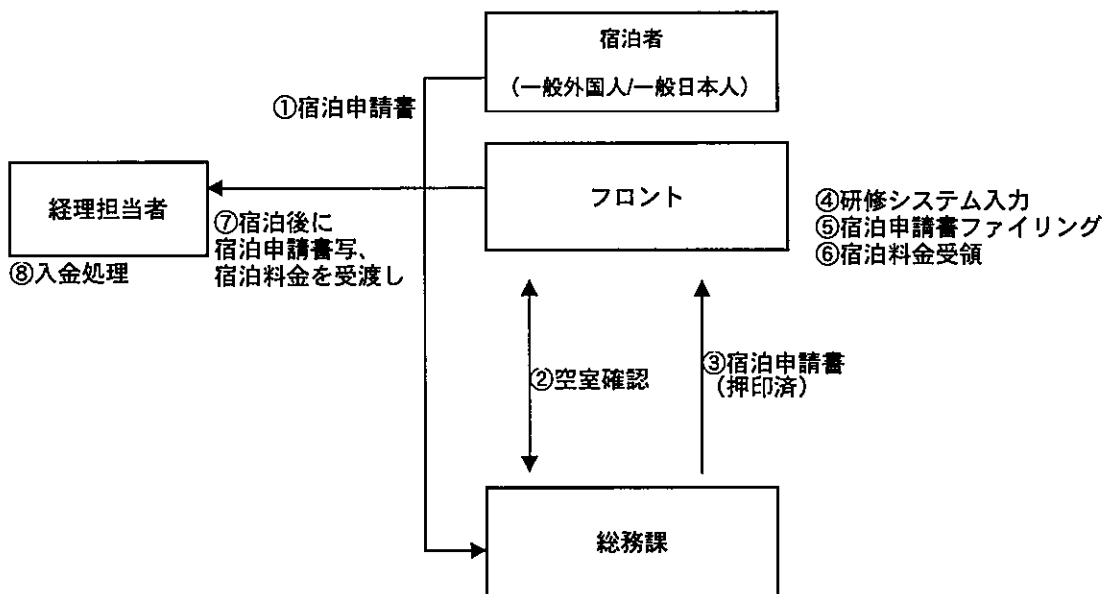 宿泊者
(一般外国人/一般日本人)
①宿泊申請書
フロント
経理担当者
④研修システム入力
⑤宿泊申請書ファイリング
⑥宿泊料金受領
⑦宿泊後に
宿泊申請書写、
宿泊料金を受渡し
⑧入金処理
②空室確認
③宿泊申請書
(押印済)
総務課